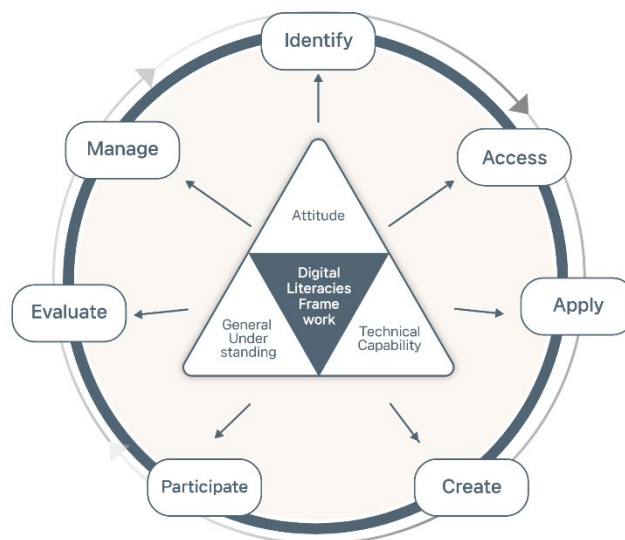 Identify
Manage
Access
Attitude
Digital
Literacies
Frame
work
General
Under
standing
Technical
Capability
Evaluate
Apply
Participate
Create